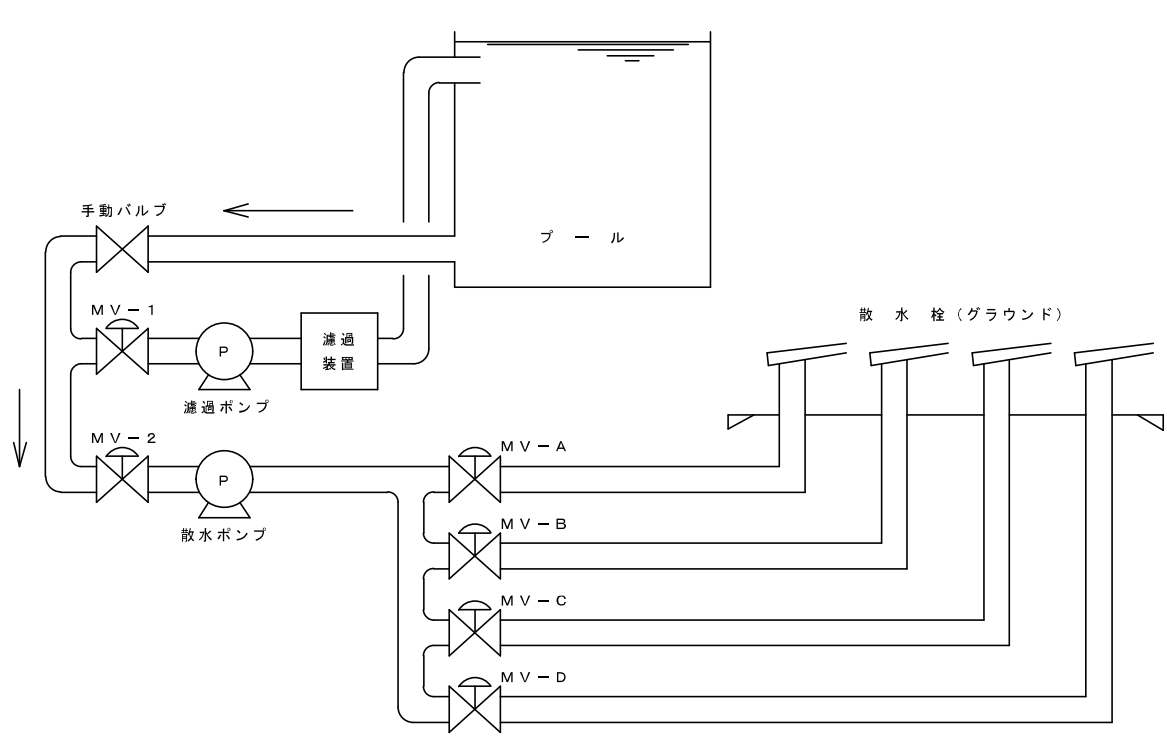 手動バルブ
プール
MV-1
散水栓(グラウンド)
P
濾過
装置
濾過ポンプ
MV-2
MV-A
P
散水ポンプ
MV-B
MV-C
MV-D